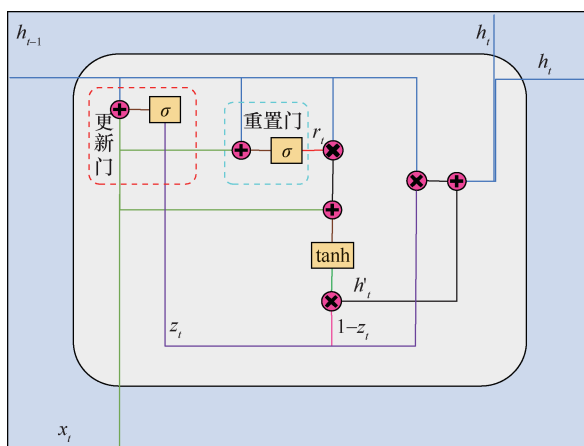 h_{t-1}
h_t
h_t
更新门
σ
重置门
σ
r_t
tanh
h'_t
z_t
1-z_t
x_t